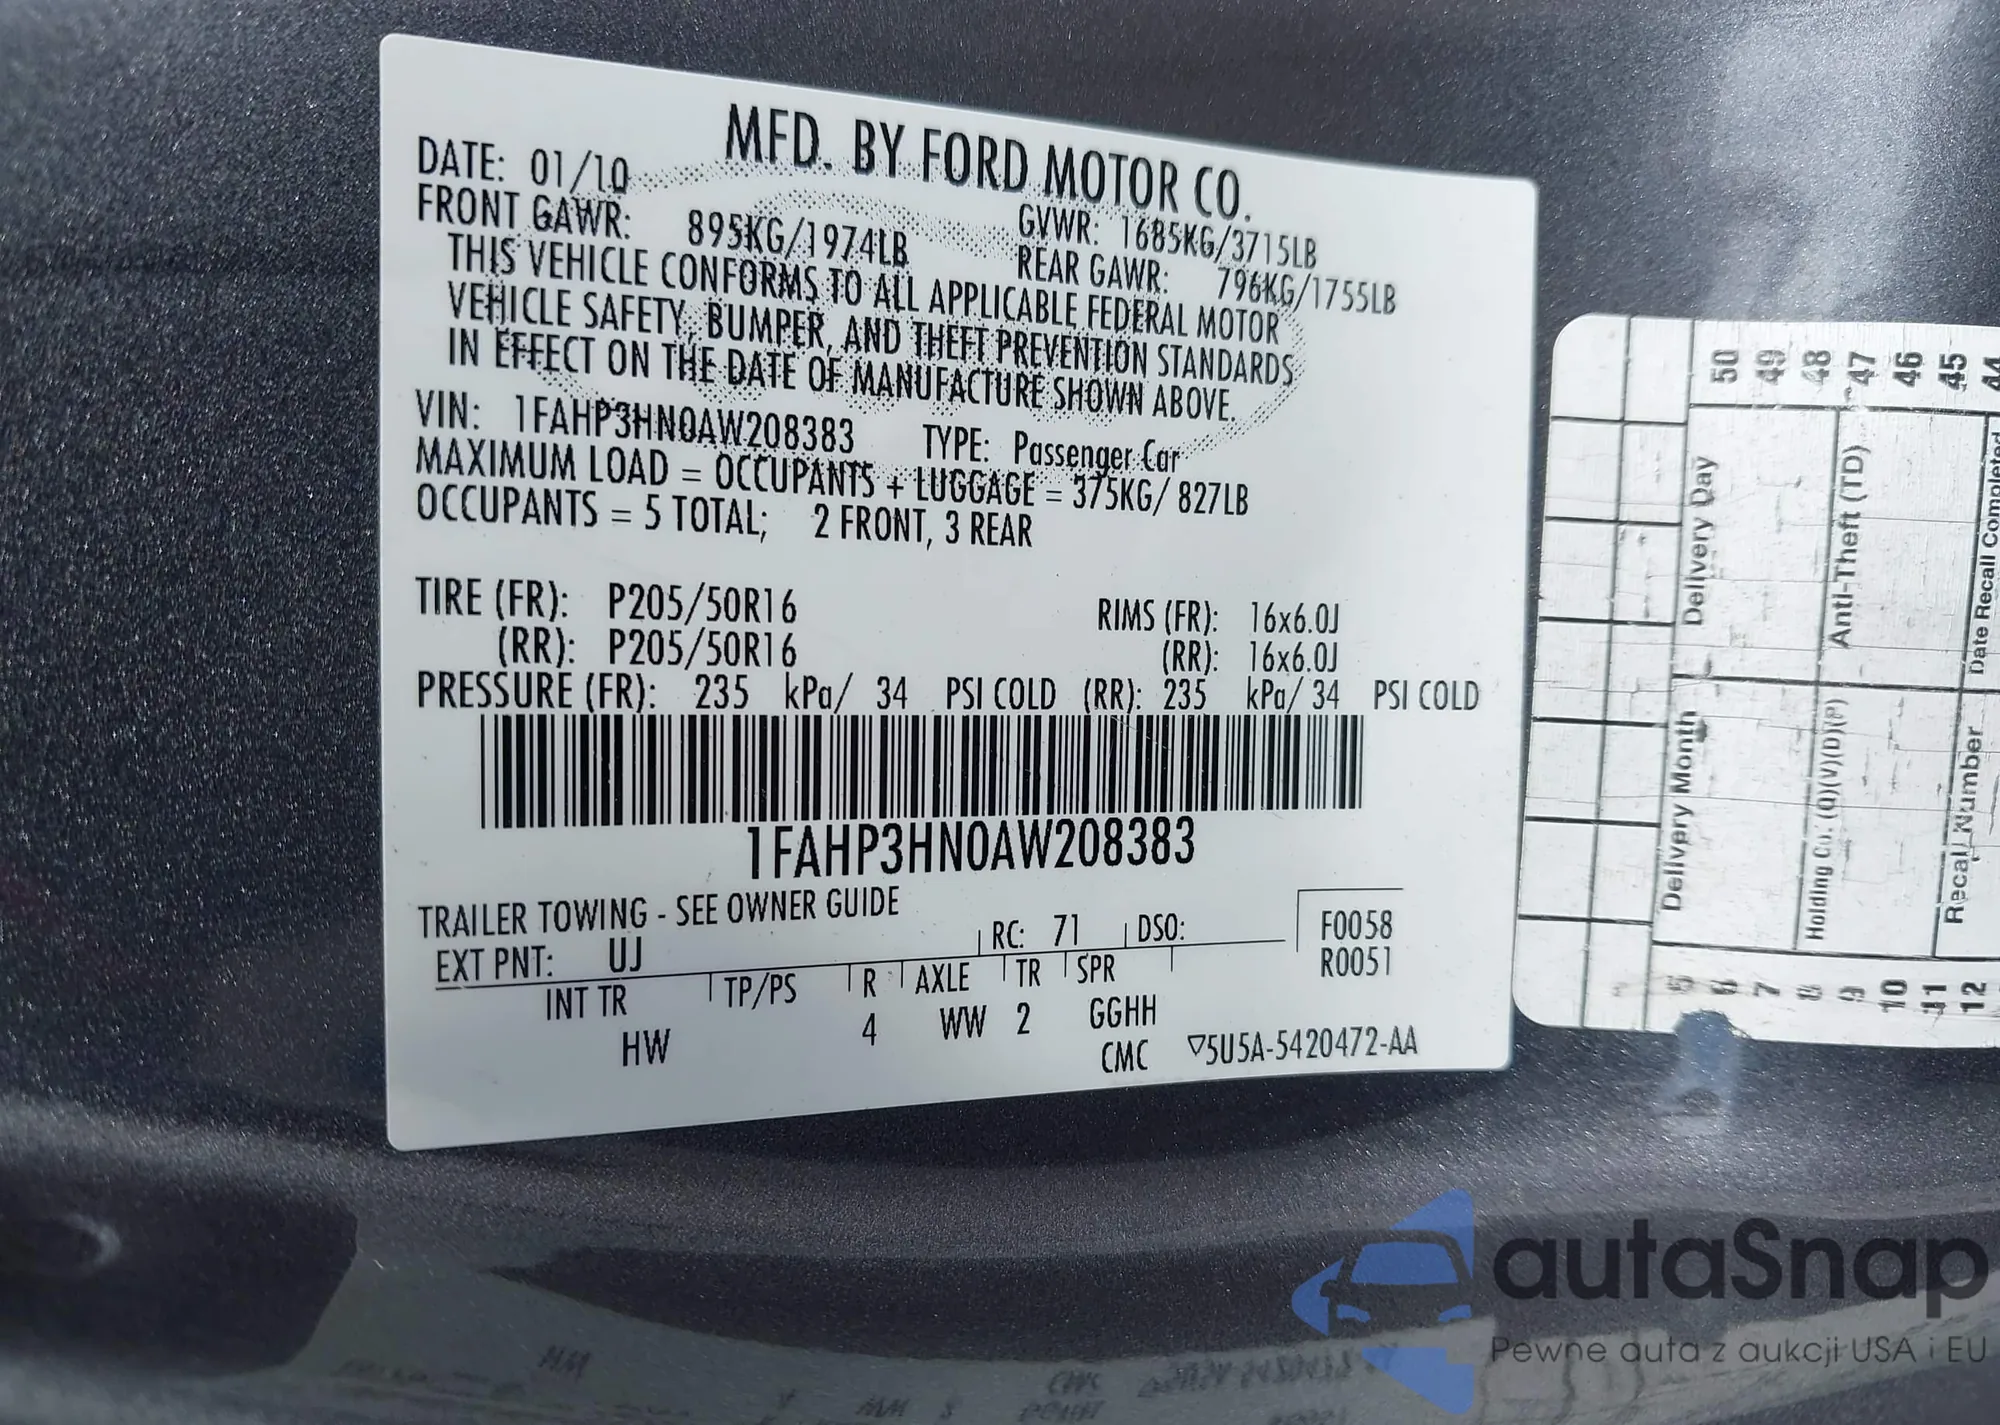 MFD. BY FORD MOTOR CO.
DATE: 01/10
GVWR: 1685KG/3715LB
FRONT GAWR: 895KG/1974LB
REAR GAWR: 796KG/1755LB
THIS VEHICLE CONFORMS TO ALL APPLICABLE FEDERAL MOTOR
VEHICLE SAFETY, BUMPER, AND THEFT PREVENTION STANDARDS
IN EFFECT ON THE DATE OF MANUFACTURE SHOWN ABOVE.
VIN: 1FAHP3HN0AW208383 TYPE: Passenger Car
MAXIMUM LOAD = OCCUPANTS + LUGGAGE = 375KG/ 827LB
OCCUPANTS = 5 TOTAL; 2 FRONT, 3 REAR
TIRE (FR): P205/50R16 RIMS (FR): 16x6.0J
(RR): P205/50R16 (RR): 16x6.0J
PRESSURE (FR): 235 kPa/ 34 PSI COLD (RR): 235 kPa/ 34 PSI COLD
1FAHP3HN0AW208383
TRAILER TOWING - SEE OWNER GUIDE
EXT PNT: UJ RC: 71 DSO:
F0058
R0051
INT TR TP/PS R AXLE TR SPR
HW 4 WW 2 GGHH
CMC ▽5U5A-5420472-AA
50 49 48 47 46 45 44
Delivery Day
Anti-Theft (TD)
Date Recall Completed
Delivery Month
Holding Co. (Q)(V)(D)(P)
Recall Number
5 6 7 8 9 10 11 12
autaSnap
Pewne auta z aukcji USA i EU